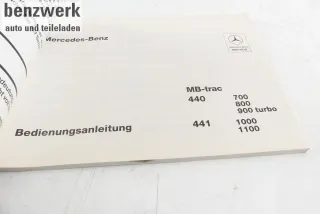 benzwerk
auto und teileladen
Mercedes-Benz
MB-trac
440 700
800
900 turbo
441 1000
1100
Bedienungsanleitung